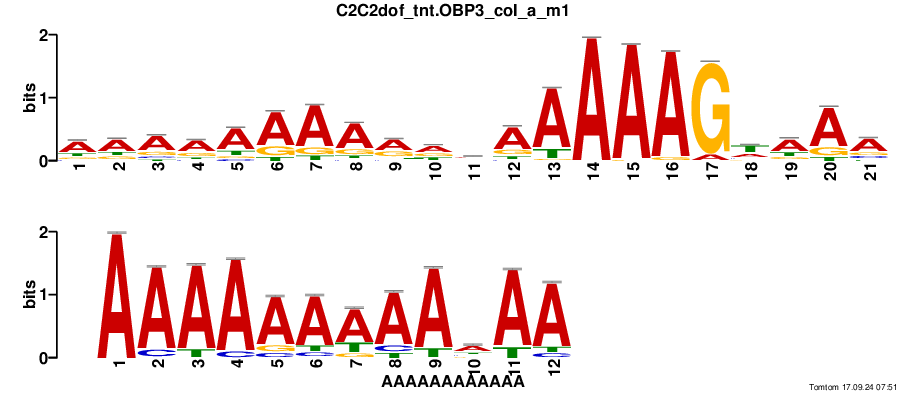 C2C2dof_tnt.OBP3_col_a_m1
2
1
0
bits
1 2 3 4 5 6 7 8 9 10 11 12 13 14 15 16 17 18 19 20 21
2
1
0
bits
1 2 3 4 5 6 7 8 9 10 11 12
AAAAAAAAAAAA
Tomtom 17.09.24 07:51